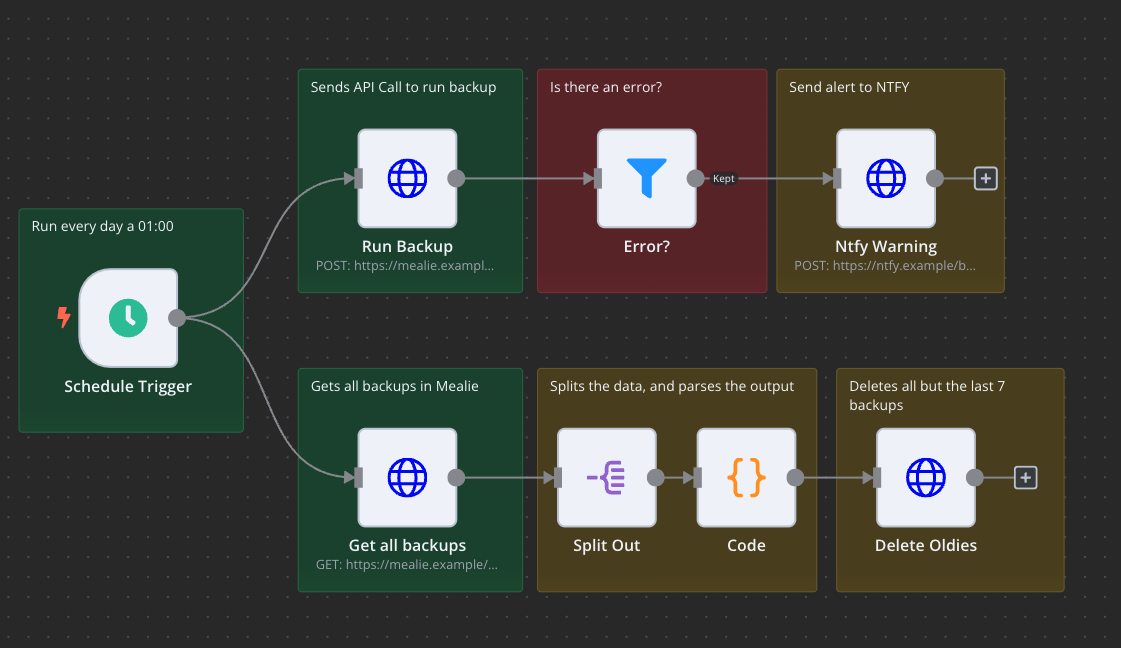 Sends API Call to run backup
Is there an error?
Send alert to NTFY
Kept
Run Backup
POST: https://mealie.exampl...
Error?
Ntfy Warning
POST: https://ntfy.example/b...
Run every day a 01:00
Schedule Trigger
Gets all backups in Mealie
Splits the data, and parses the output
Deletes all but the last 7
backups
Get all backups
GET: https://mealie.example/...
Split Out
Code
Delete Oldies